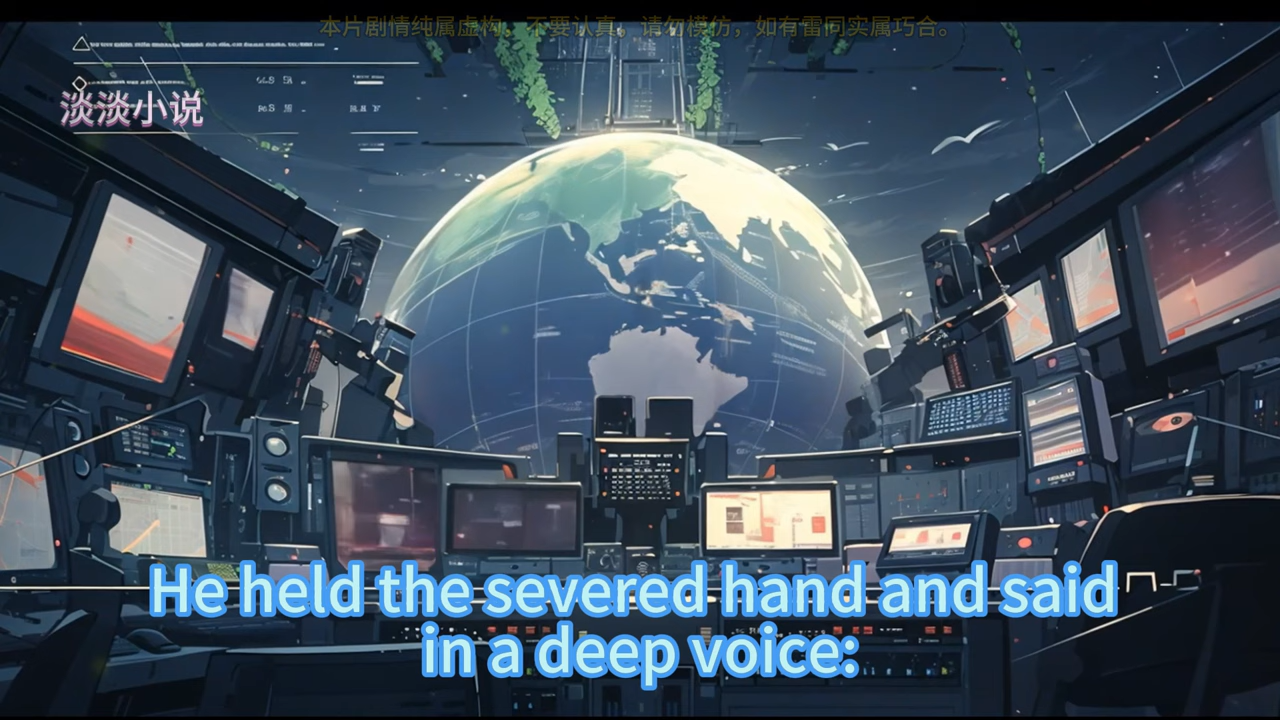 本片剧情纯属虚构,不要认真,请勿模仿,如有雷同实属巧合。
淡淡小说
He held the severed hand and said
in a deep voice: